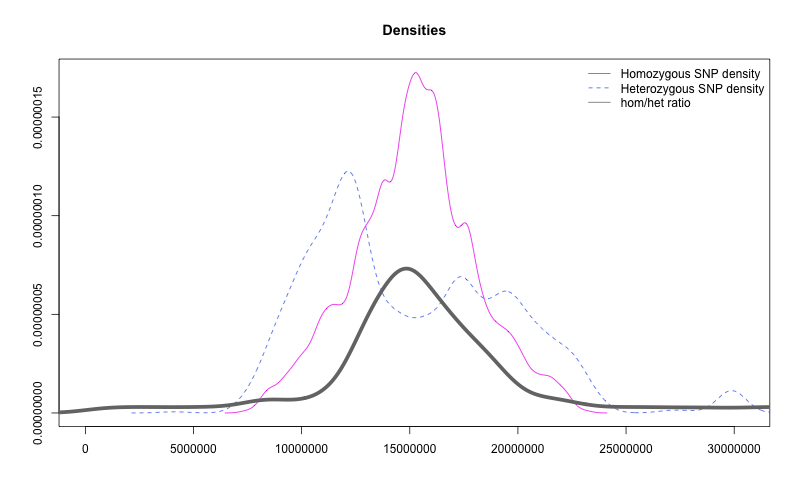 Densities
Homozygous SNP density
Heterozygous SNP density
hom/het ratio
0.00000015
0.00000010
0.00000005
0.00000000
0 5000000 10000000 15000000 20000000 25000000 30000000